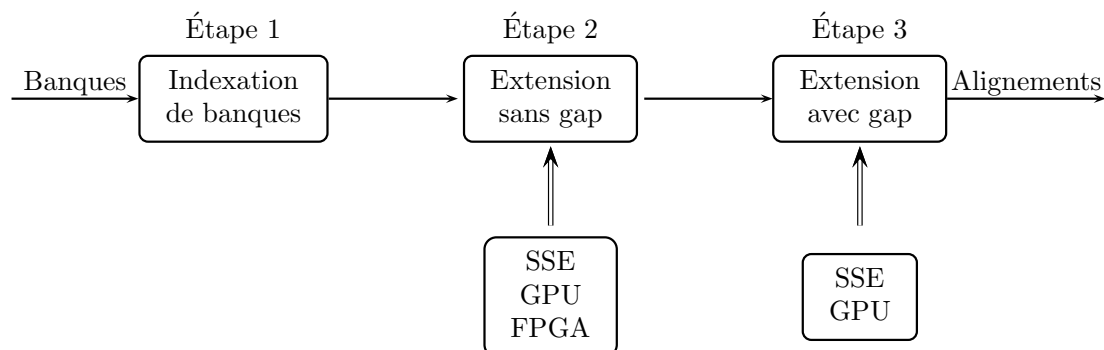 Étape 1
Étape 2
Étape 3
Banques
Indexation
de banques
Extension
sans gap
Extension
avec gap
Alignements
SSE
GPU
FPGA
SSE
GPU